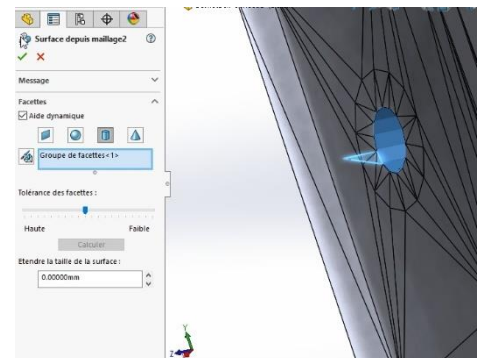 Surface depuis maillage2
Message
Facettes
Aide dynamique
Groupe de facettes<1>
Tolérance des facettes :
Haute Faible
Calculer
Etendre la taille de la surface :
0.00000mm
Y
Z